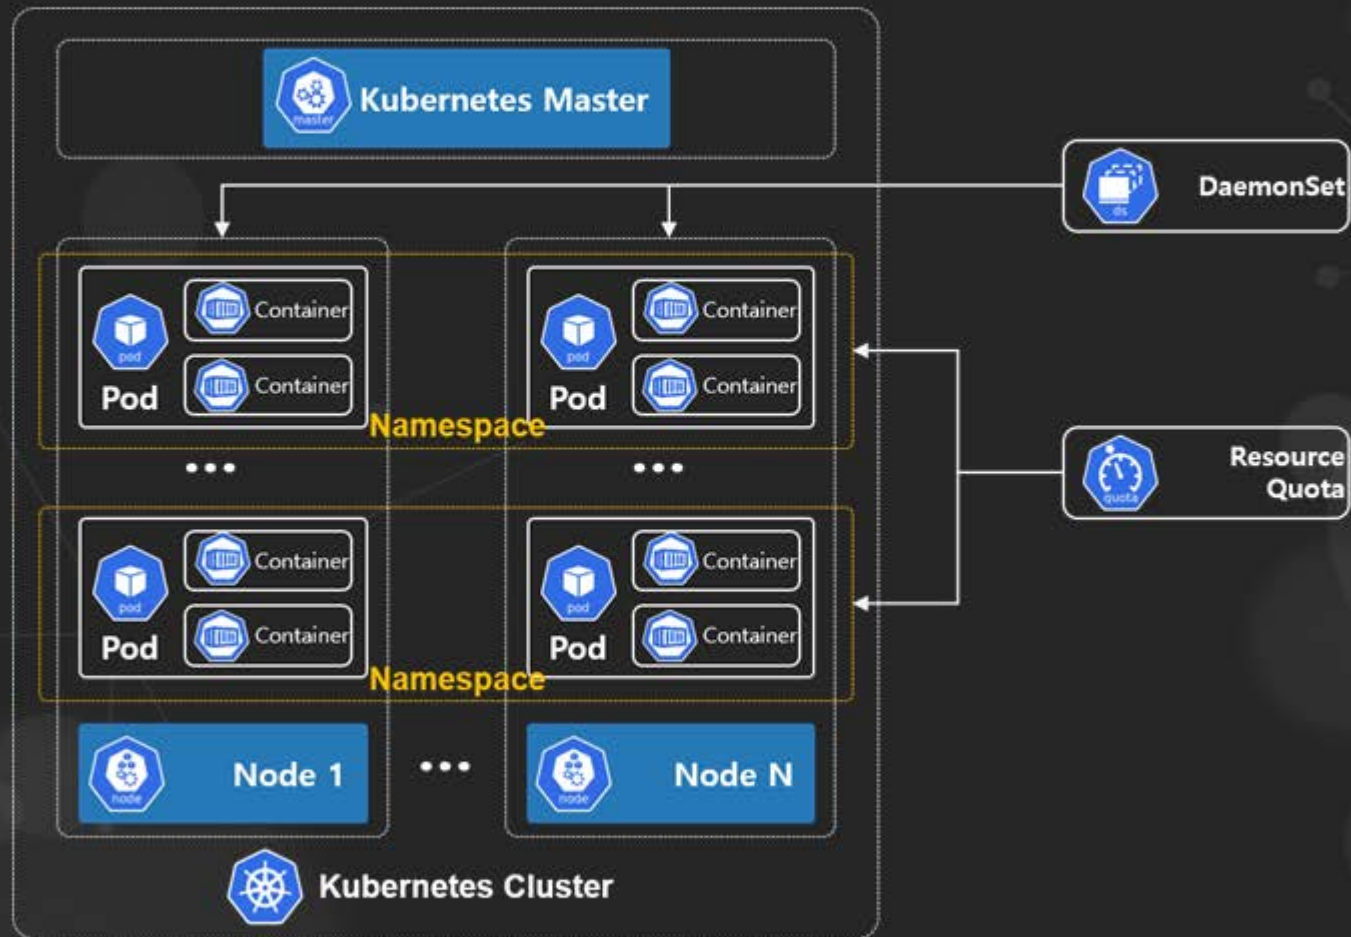 master
Kubernetes Master
ds
DaemonSet
pod
Pod
Container
Container
pod
Pod
Container
Container
Namespace
•••
•••
quota
Resource
Quota
pod
Pod
Container
Container
pod
Pod
Container
Container
Namespace
node
Node 1
•••
node
Node N
Kubernetes Cluster